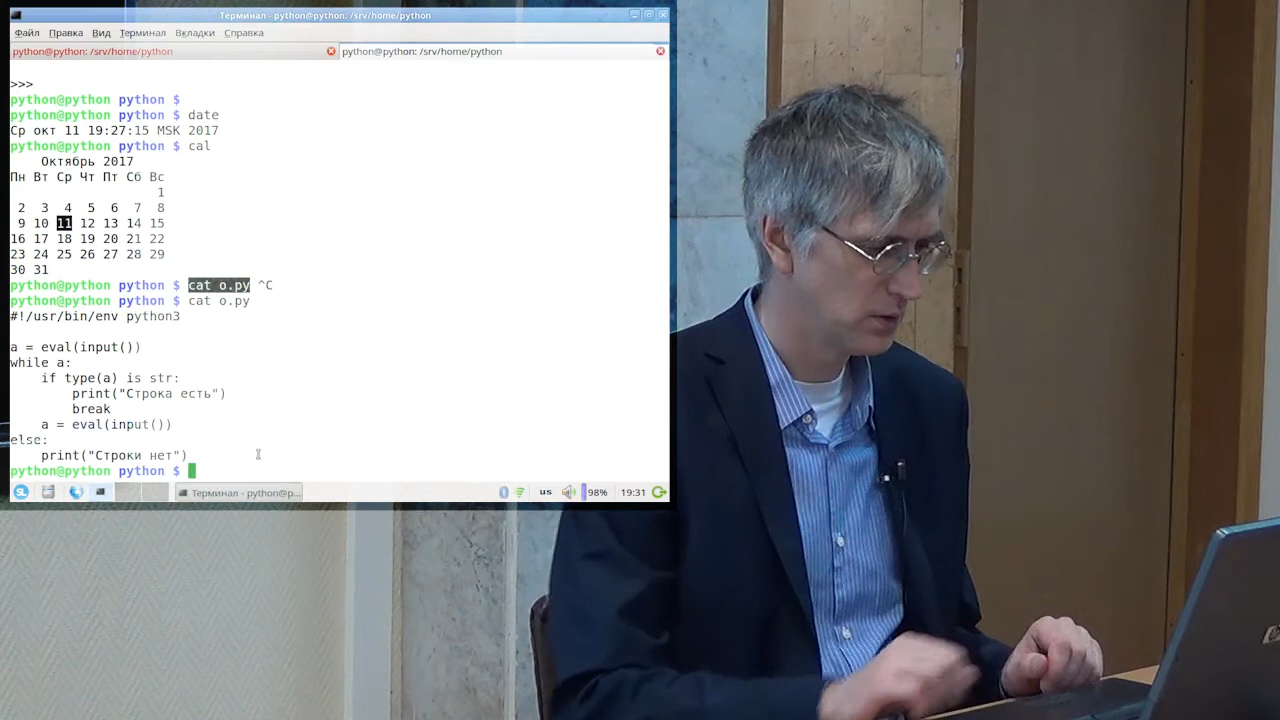 Терминал - python@python: /srv/home/python
Файл Правка Вид Терминал Вкладки Справка
python@python: /srv/home/python python@python: /srv/home/python
>>>
python@python python $
python@python python $ date
Ср окт 11 19:27:15 MSK 2017
python@python python $ cal
Октябрь 2017
Пн Вт Ср Чт Пт Сб Вс
1
2 3 4 5 6 7 8
9 10 11 12 13 14 15
16 17 18 19 20 21 22
23 24 25 26 27 28 29
30 31
python@python python $ cat o.py ^C
python@python python $ cat o.py
#!/usr/bin/env python3
a = eval(input())
while a:
    if type(a) is str:
        print("Строка есть")
        break
    a = eval(input())
else:
    print("Строки нет")
python@python python $
Терминал - python@p... us 98% 19:31